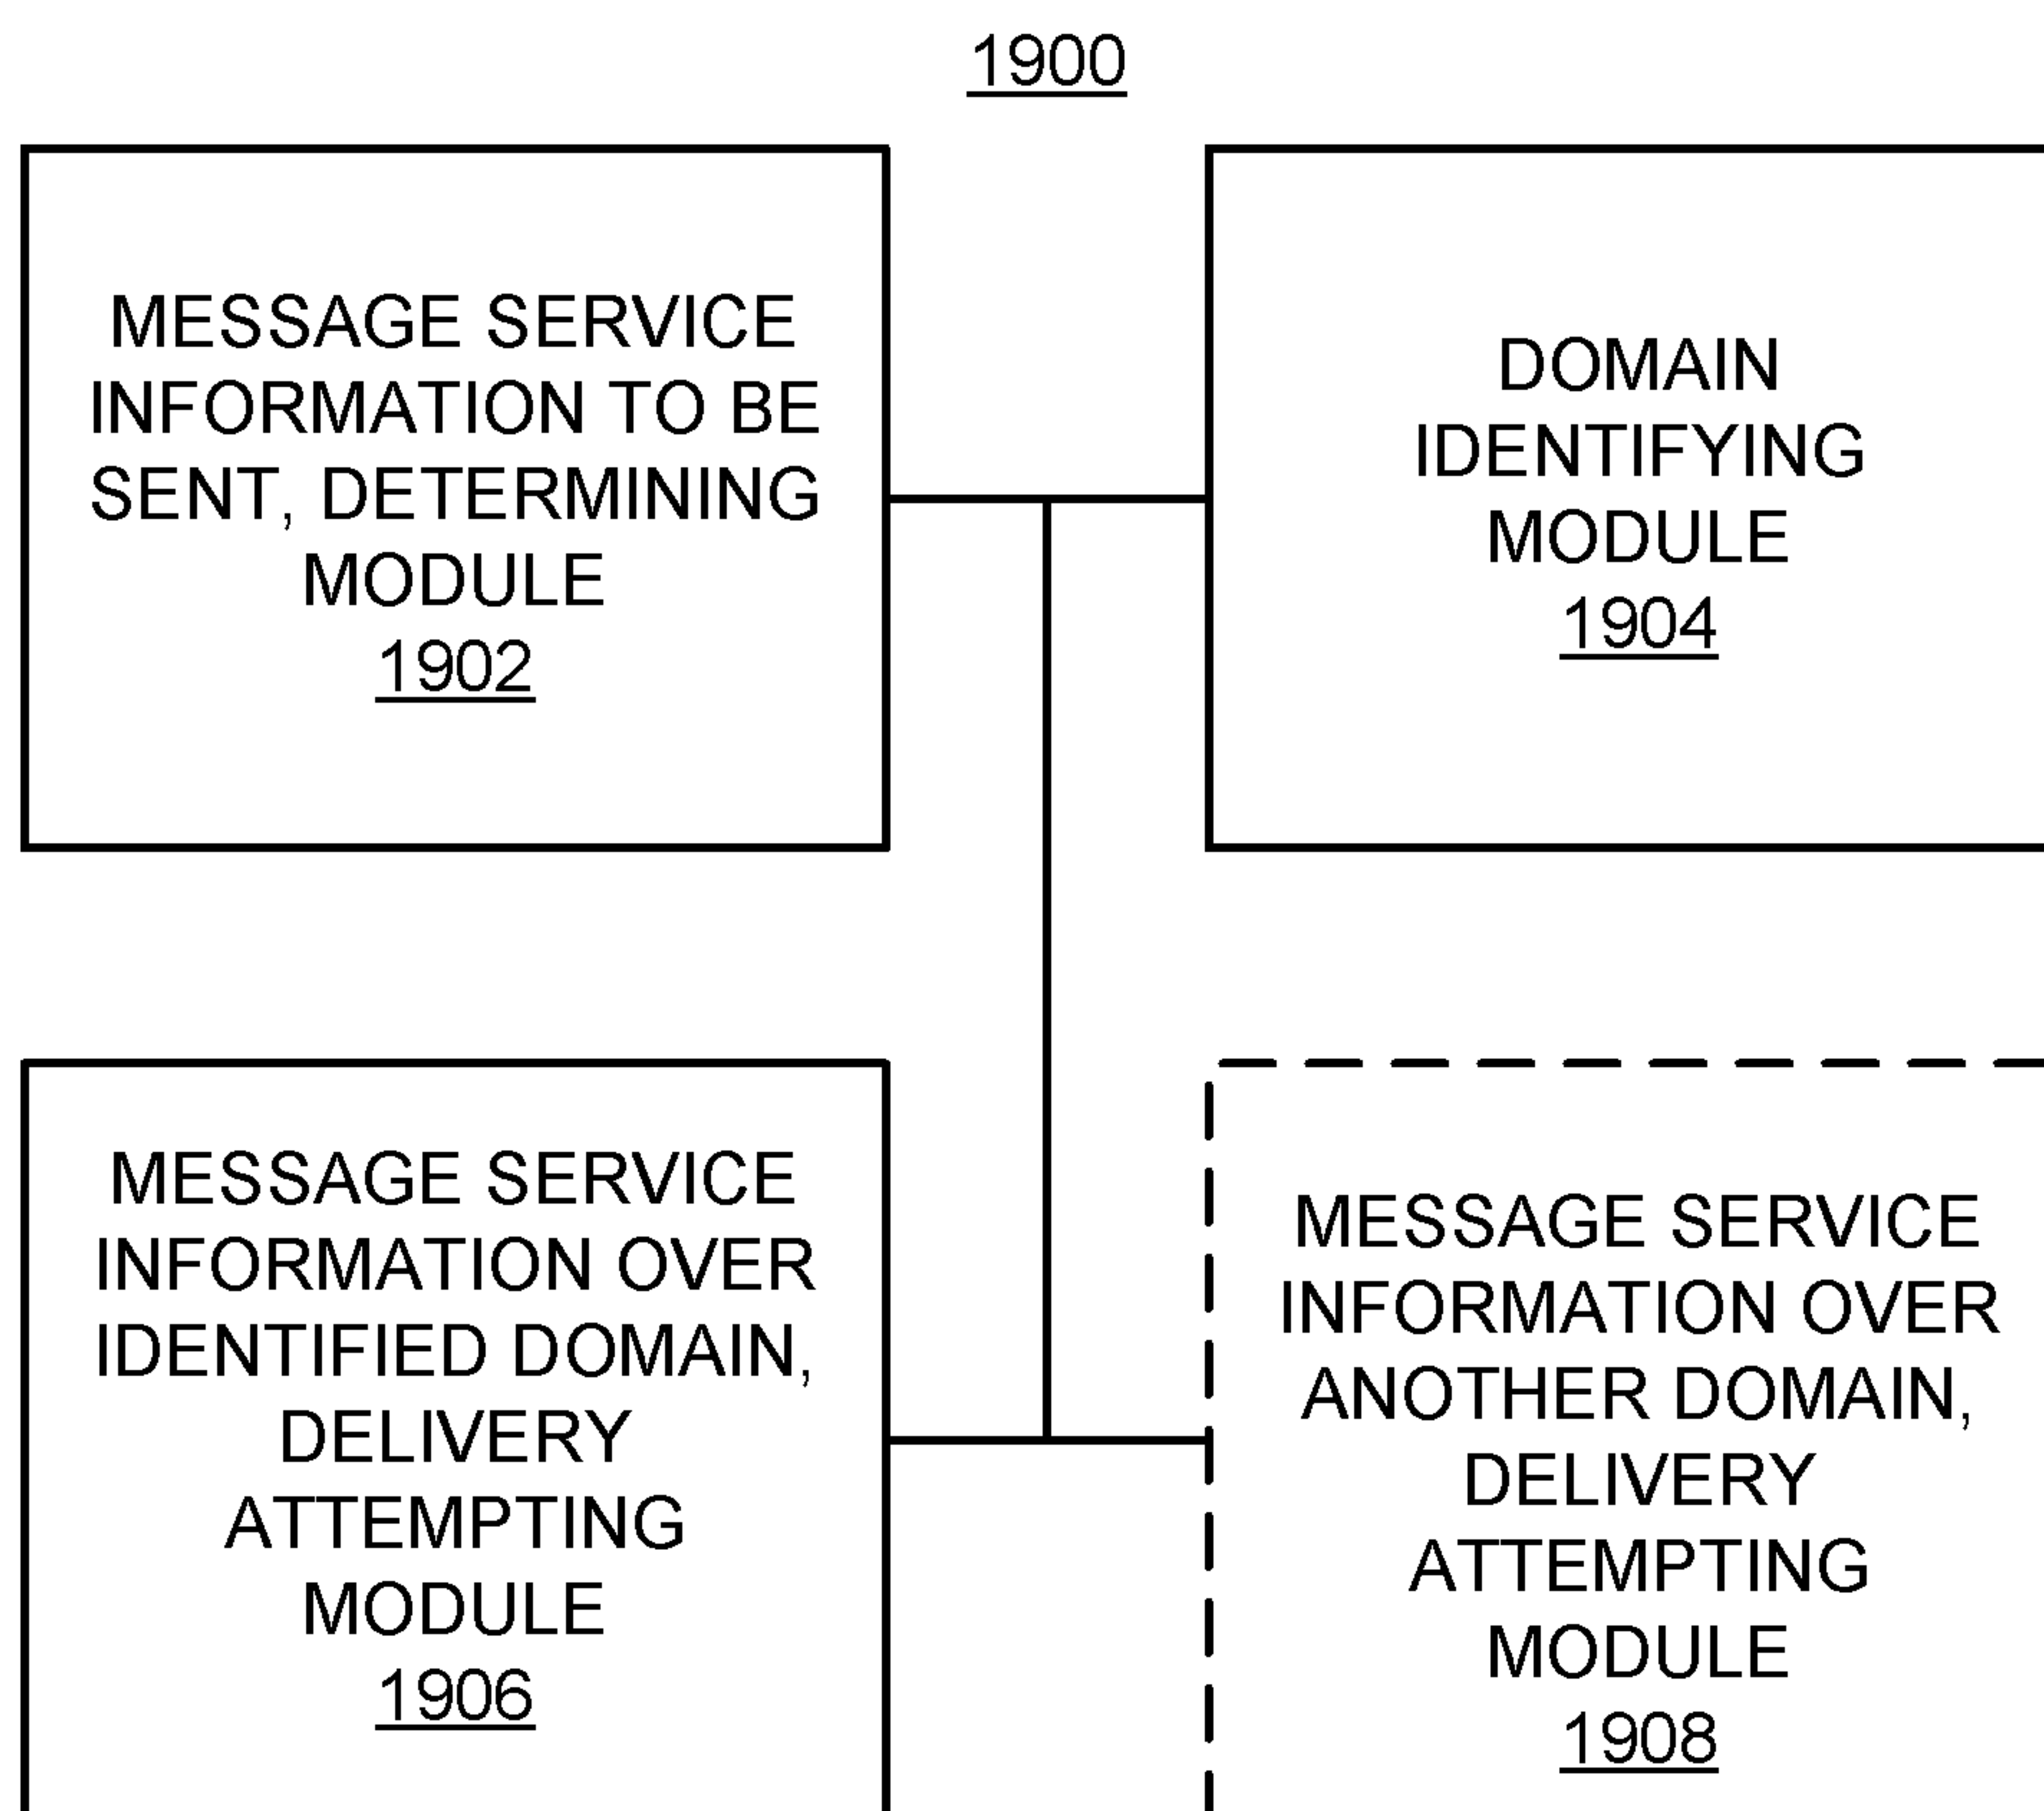 1900
MESSAGE SERVICE
INFORMATION TO BE
SENT, DETERMINING
MODULE
1902
DOMAIN
IDENTIFYING
MODULE
1904
MESSAGE SERVICE
INFORMATION OVER
IDENTIFIED DOMAIN,
DELIVERY
ATTEMPTING
MODULE
1906
MESSAGE SERVICE
INFORMATION OVER
ANOTHER DOMAIN,
DELIVERY
ATTEMPTING
MODULE
1908